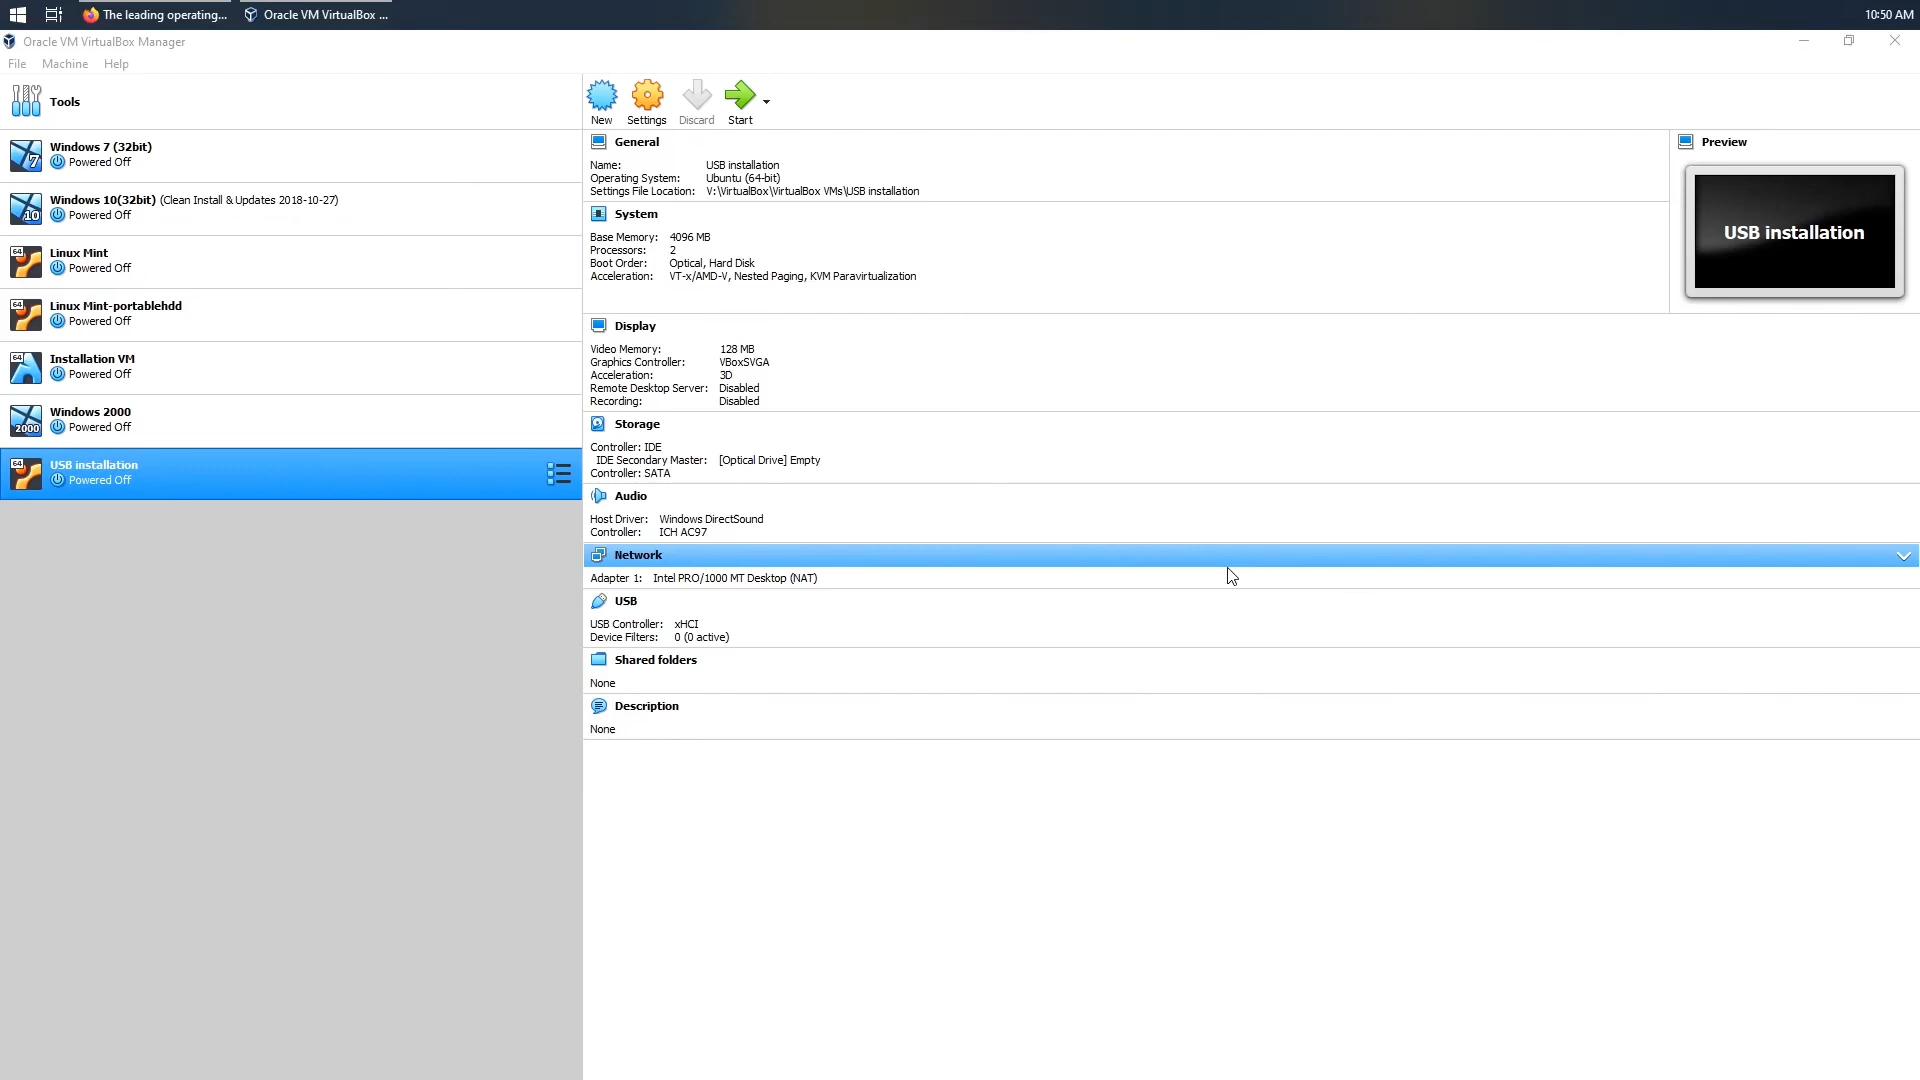 The leading operating...
Oracle VM VirtualBox ...
10:50 AM
Oracle VM VirtualBox Manager
File Machine Help
Tools
7
Windows 7 (32bit)
Powered Off
10
Windows 10(32bit) (Clean Install & Updates 2018-10-27)
Powered Off
64
Linux Mint
Powered Off
64
Linux Mint-portablehdd
Powered Off
64
Installation VM
Powered Off
2000
Windows 2000
Powered Off
64
USB installation
Powered Off
New Settings Discard Start
General
Name: USB installation
Operating System: Ubuntu (64-bit)
Settings File Location: V:\VirtualBox\VirtualBox VMs\USB installation
System
Base Memory: 4096 MB
Processors: 2
Boot Order: Optical, Hard Disk
Acceleration: VT-x/AMD-V, Nested Paging, KVM Paravirtualization
Preview
USB installation
Display
Video Memory: 128 MB
Graphics Controller: VBoxSVGA
Acceleration: 3D
Remote Desktop Server: Disabled
Recording: Disabled
Storage
Controller: IDE
IDE Secondary Master: [Optical Drive] Empty
Controller: SATA
Audio
Host Driver: Windows DirectSound
Controller: ICH AC97
Network
Adapter 1: Intel PRO/1000 MT Desktop (NAT)
USB
USB Controller: xHCI
Device Filters: 0 (0 active)
Shared folders
None
Description
None